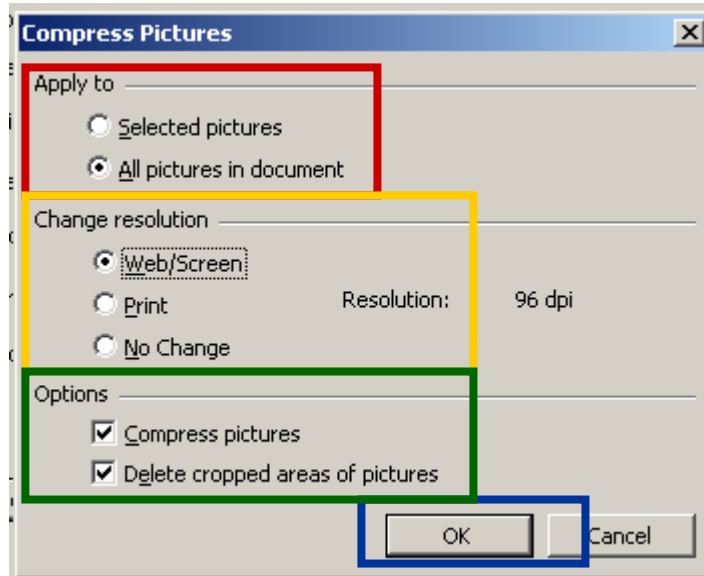 Compress Pictures
Apply to
Selected pictures
All pictures in document
Change resolution
Web/Screen
Print Resolution: 96 dpi
No Change
Options
Compress pictures
Delete cropped areas of pictures
OK Cancel